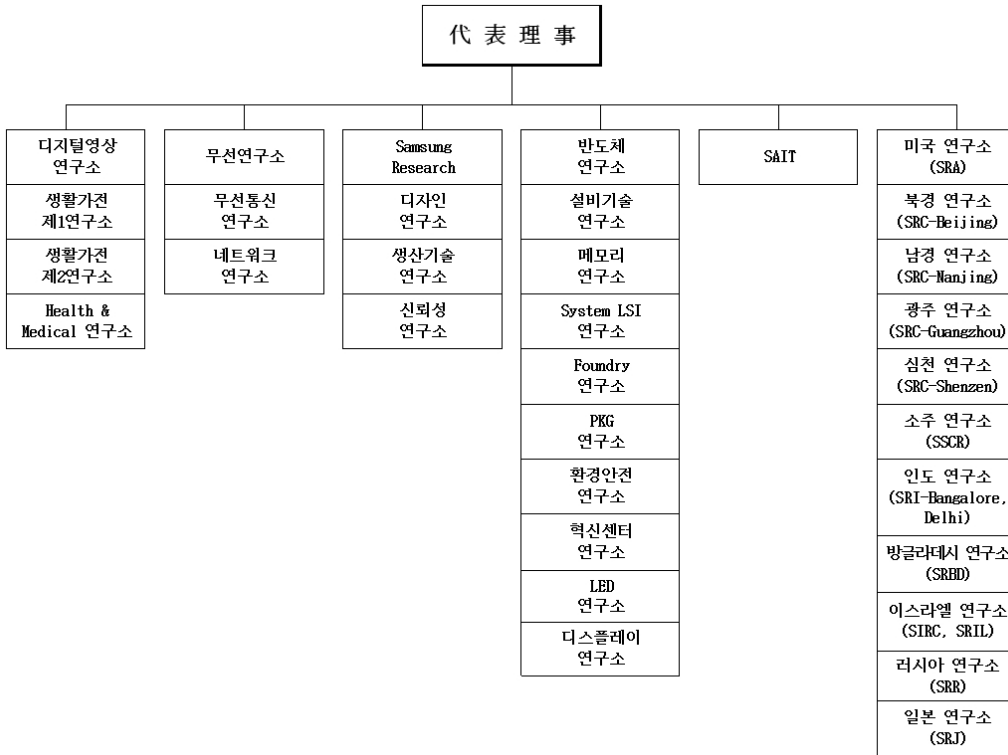 代 表 理 事
디지털영상
연구소
생활가전
제1연구소
생활가전
제2연구소
Health &
Medical 연구소
무선연구소
무선통신
연구소
네트워크
연구소
Samsung
Research
디자인
연구소
생산기술
연구소
신뢰성
연구소
반도체
연구소
설비기술
연구소
메모리
연구소
System LSI
연구소
Foundry
연구소
PKG
연구소
환경안전
연구소
혁신센터
연구소
LED
연구소
디스플레이
연구소
SAIT
미국 연구소
(SRA)
북경 연구소
(SRC-Beijing)
남경 연구소
(SRC-Nanjing)
광주 연구소
(SRC-Guangzhou)
심천 연구소
(SRC-Shenzen)
소주 연구소
(SSCR)
인도 연구소
(SRI-Bangalore,
Delhi)
방글라데시 연구소
(SRBD)
이스라엘 연구소
(SIRC, SRIL)
러시아 연구소
(SRR)
일본 연구소
(SRJ)